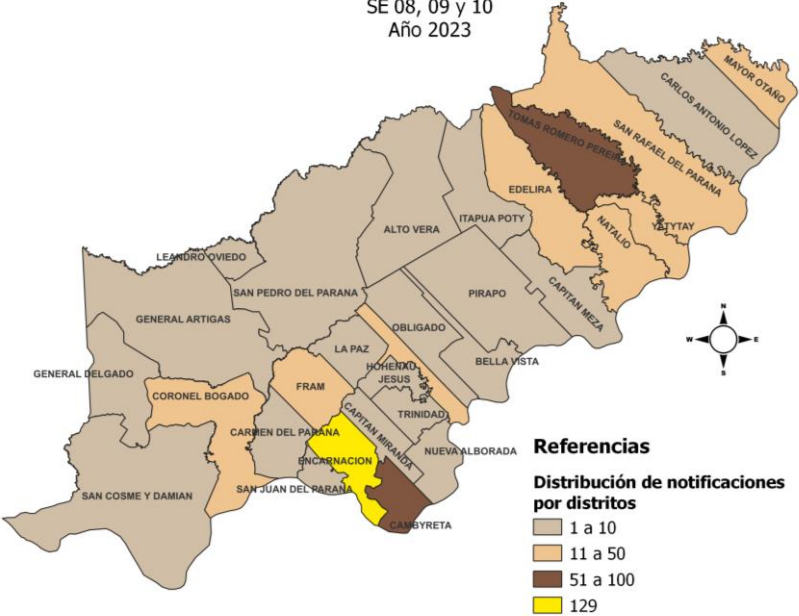 SE 08, 09 y 10
Año 2023
MAYOR OTAÑO
CARLOS ANTONIO LOPEZ
TOMAS ROMERO PEREIRA
SAN RAFAEL DEL PARANA
EDELIRA
ITAPUA POTY
NATALIO
YATYTAY
ALTO VERA
LEANDRO OVIEDO
SAN PEDRO DEL PARANA
PIRAPO
CAPITAN MEZA
GENERAL ARTIGAS
OBLIGADO
LA PAZ
BELLA VISTA
HOHENAU
JESUS
GENERAL DELGADO
FRAM
CORONEL BOGADO
TRINIDAD
CAPITAN MIRANDA
CARMEN DEL PARANA
NUEVA ALBORADA
ENCARNACION
SAN JUAN DEL PARANA
SAN COSME Y DAMIAN
CAMBYRETA
N
W
E
S
Referencias
Distribución de notificaciones
por distritos
1 a 10
11 a 50
51 a 100
129